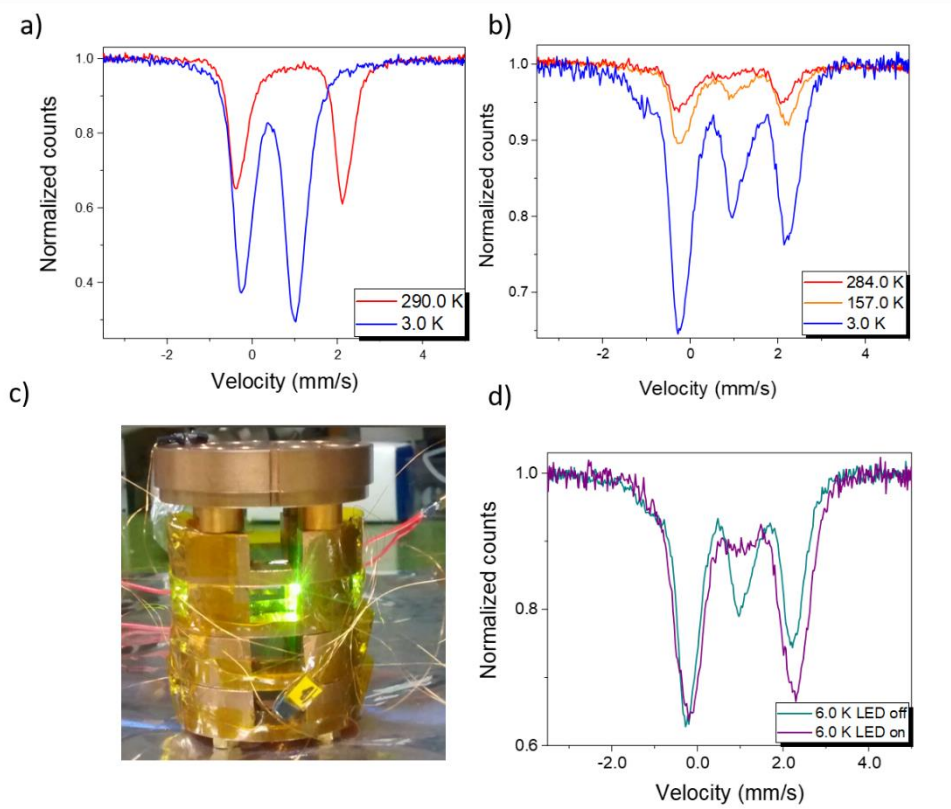 a)
Normalized counts
1.0
0.8
0.6
0.4
-2
0
2
4
Velocity (mm/s)
290.0 K
3.0 K
b)
Normalized counts
1.0
0.9
0.8
0.7
-2
0
2
4
Velocity (mm/s)
284.0 K
157.0 K
3.0 K
c)
d)
Normalized counts
1.0
0.8
0.6
-2.0
0.0
2.0
4.0
Velocity (mm/s)
6.0 K LED off
6.0 K LED on